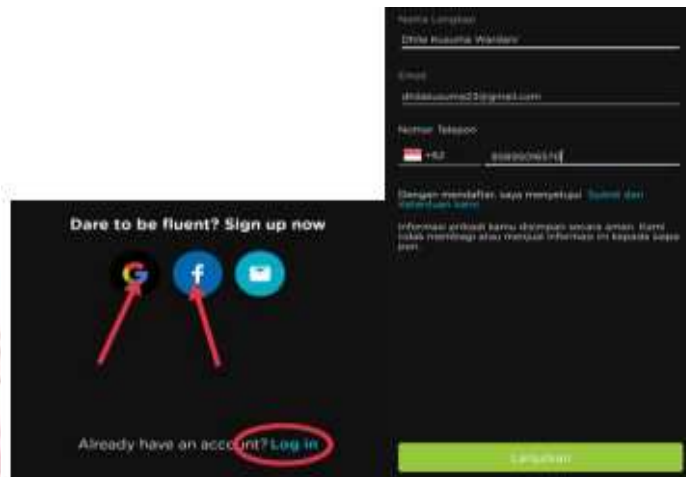 Dare to be fluent? Sign up now
G
f
Already have an account? Log in
Nama Lengkap
Dhila Kusuma Wardani
Email
Nomor Telepon
+62
Dengan mendaftar, saya menyetujui Syarat dan
Ketentuan kami
Informasi pribadi kamu disimpan secara aman. Kami
tidak membagi atau menjual informasi ini kepada siapa
pun.
Lanjutkan